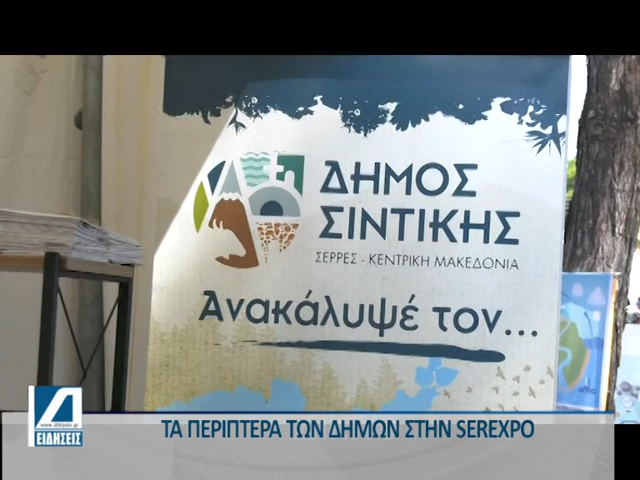 ΔΗΜΟΣ
ΣΙΝΤΙΚΗΣ
ΣΕΡΡΕΣ - ΚΕΝΤΡΙΚΗ ΜΑΚΕΔΟΝΙΑ
Ανακάλυψέ τον...
ΕΙΔΗΣΕΙΣ
ΤΑ ΠΕΡΙΠΤΕΡΑ ΤΩΝ ΔΗΜΩΝ ΣΤΗΝ SEREXPO